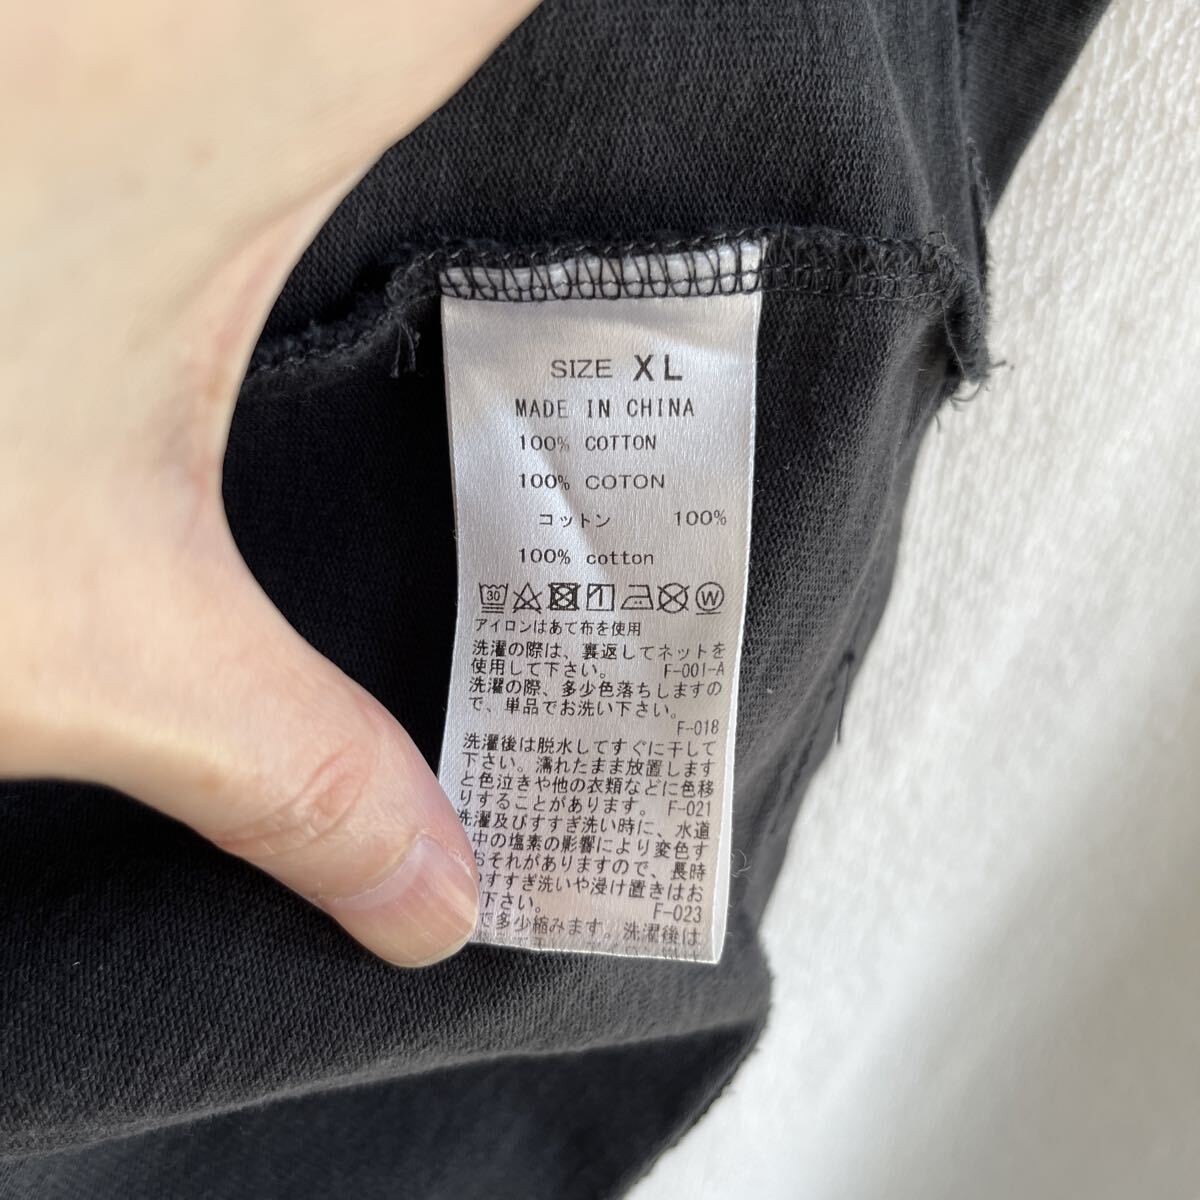 SIZE XL
MADE IN CHINA
100% COTTON
100% COTON
コットン 100%
100% cotton
30 W
アイロンはあて布を使用
洗濯の際は、裏返してネットを
使用して下さい。 F-001-A
洗濯の際、多少色落ちしますの
で、単品でお洗い下さい。
F-018
洗濯後は脱水してすぐに干して
下さい。濡れたまま放置します
と色泣きや他の衣類などに色移
りすることがあります。 F-021
洗濯及びすすぎ洗い時に、水道
中の塩素の影響により変色す
おそれがありますので、長時
すすぎ洗いや浸け置きはお
下さい。 F-023
で多少縮みます。洗濯後は